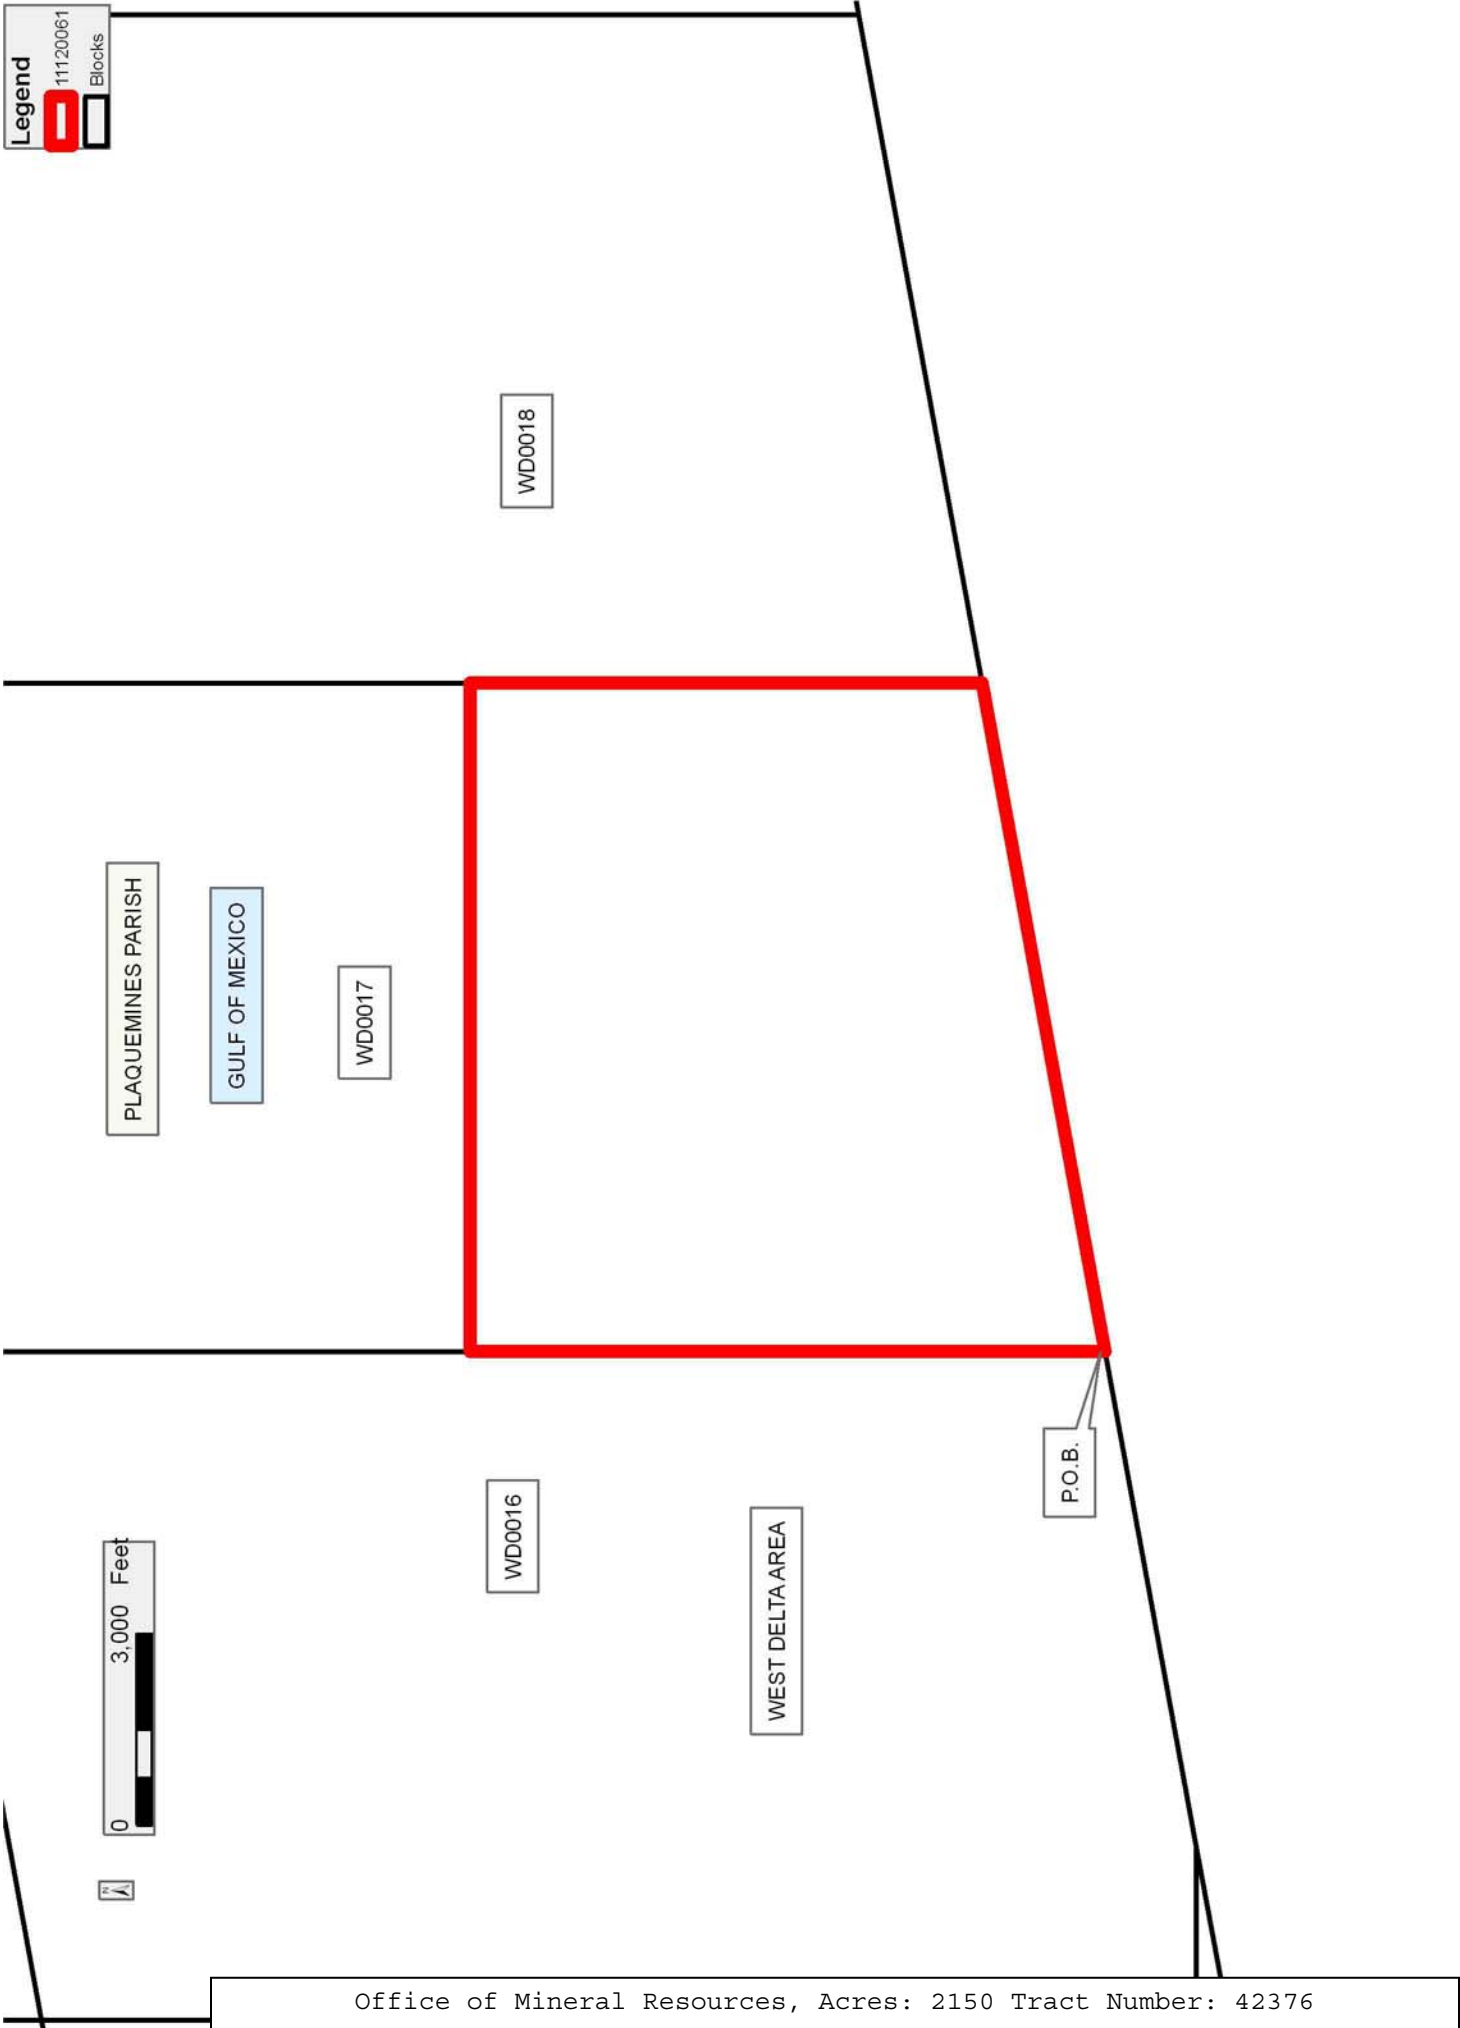 Legend
11120061
Blocks
WD0018
PLAQUEMINES PARISH
GULF OF MEXICO
WD0017
0 3,000 Feet
N
WD0016
WEST DELTA AREA
P.O.B.
Office of Mineral Resources, Acres: 2150 Tract Number: 42376